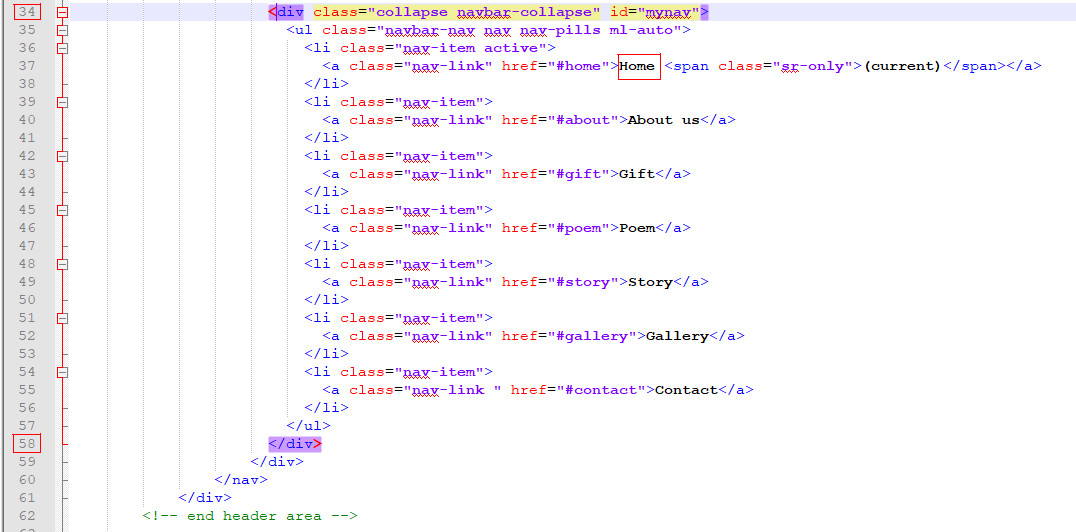 34 <div class="collapse navbar-collapse" id="mynav">
35 <ul class="navbar-nav nav nav-pills ml-auto">
36 <li class="nav-item active">
37 <a class="nav-link" href="#home">Home <span class="sr-only">(current)</span></a>
38 </li>
39 <li class="nav-item">
40 <a class="nav-link" href="#about">About us</a>
41 </li>
42 <li class="nav-item">
43 <a class="nav-link" href="#gift">Gift</a>
44 </li>
45 <li class="nav-item">
46 <a class="nav-link" href="#poem">Poem</a>
47 </li>
48 <li class="nav-item">
49 <a class="nav-link" href="#story">Story</a>
50 </li>
51 <li class="nav-item">
52 <a class="nav-link" href="#gallery">Gallery</a>
53 </li>
54 <li class="nav-item">
55 <a class="nav-link " href="#contact">Contact</a>
56 </li>
57 </ul>
58 </div>
59 </div>
60 </nav>
61 </div>
62 <!-- end header area -->